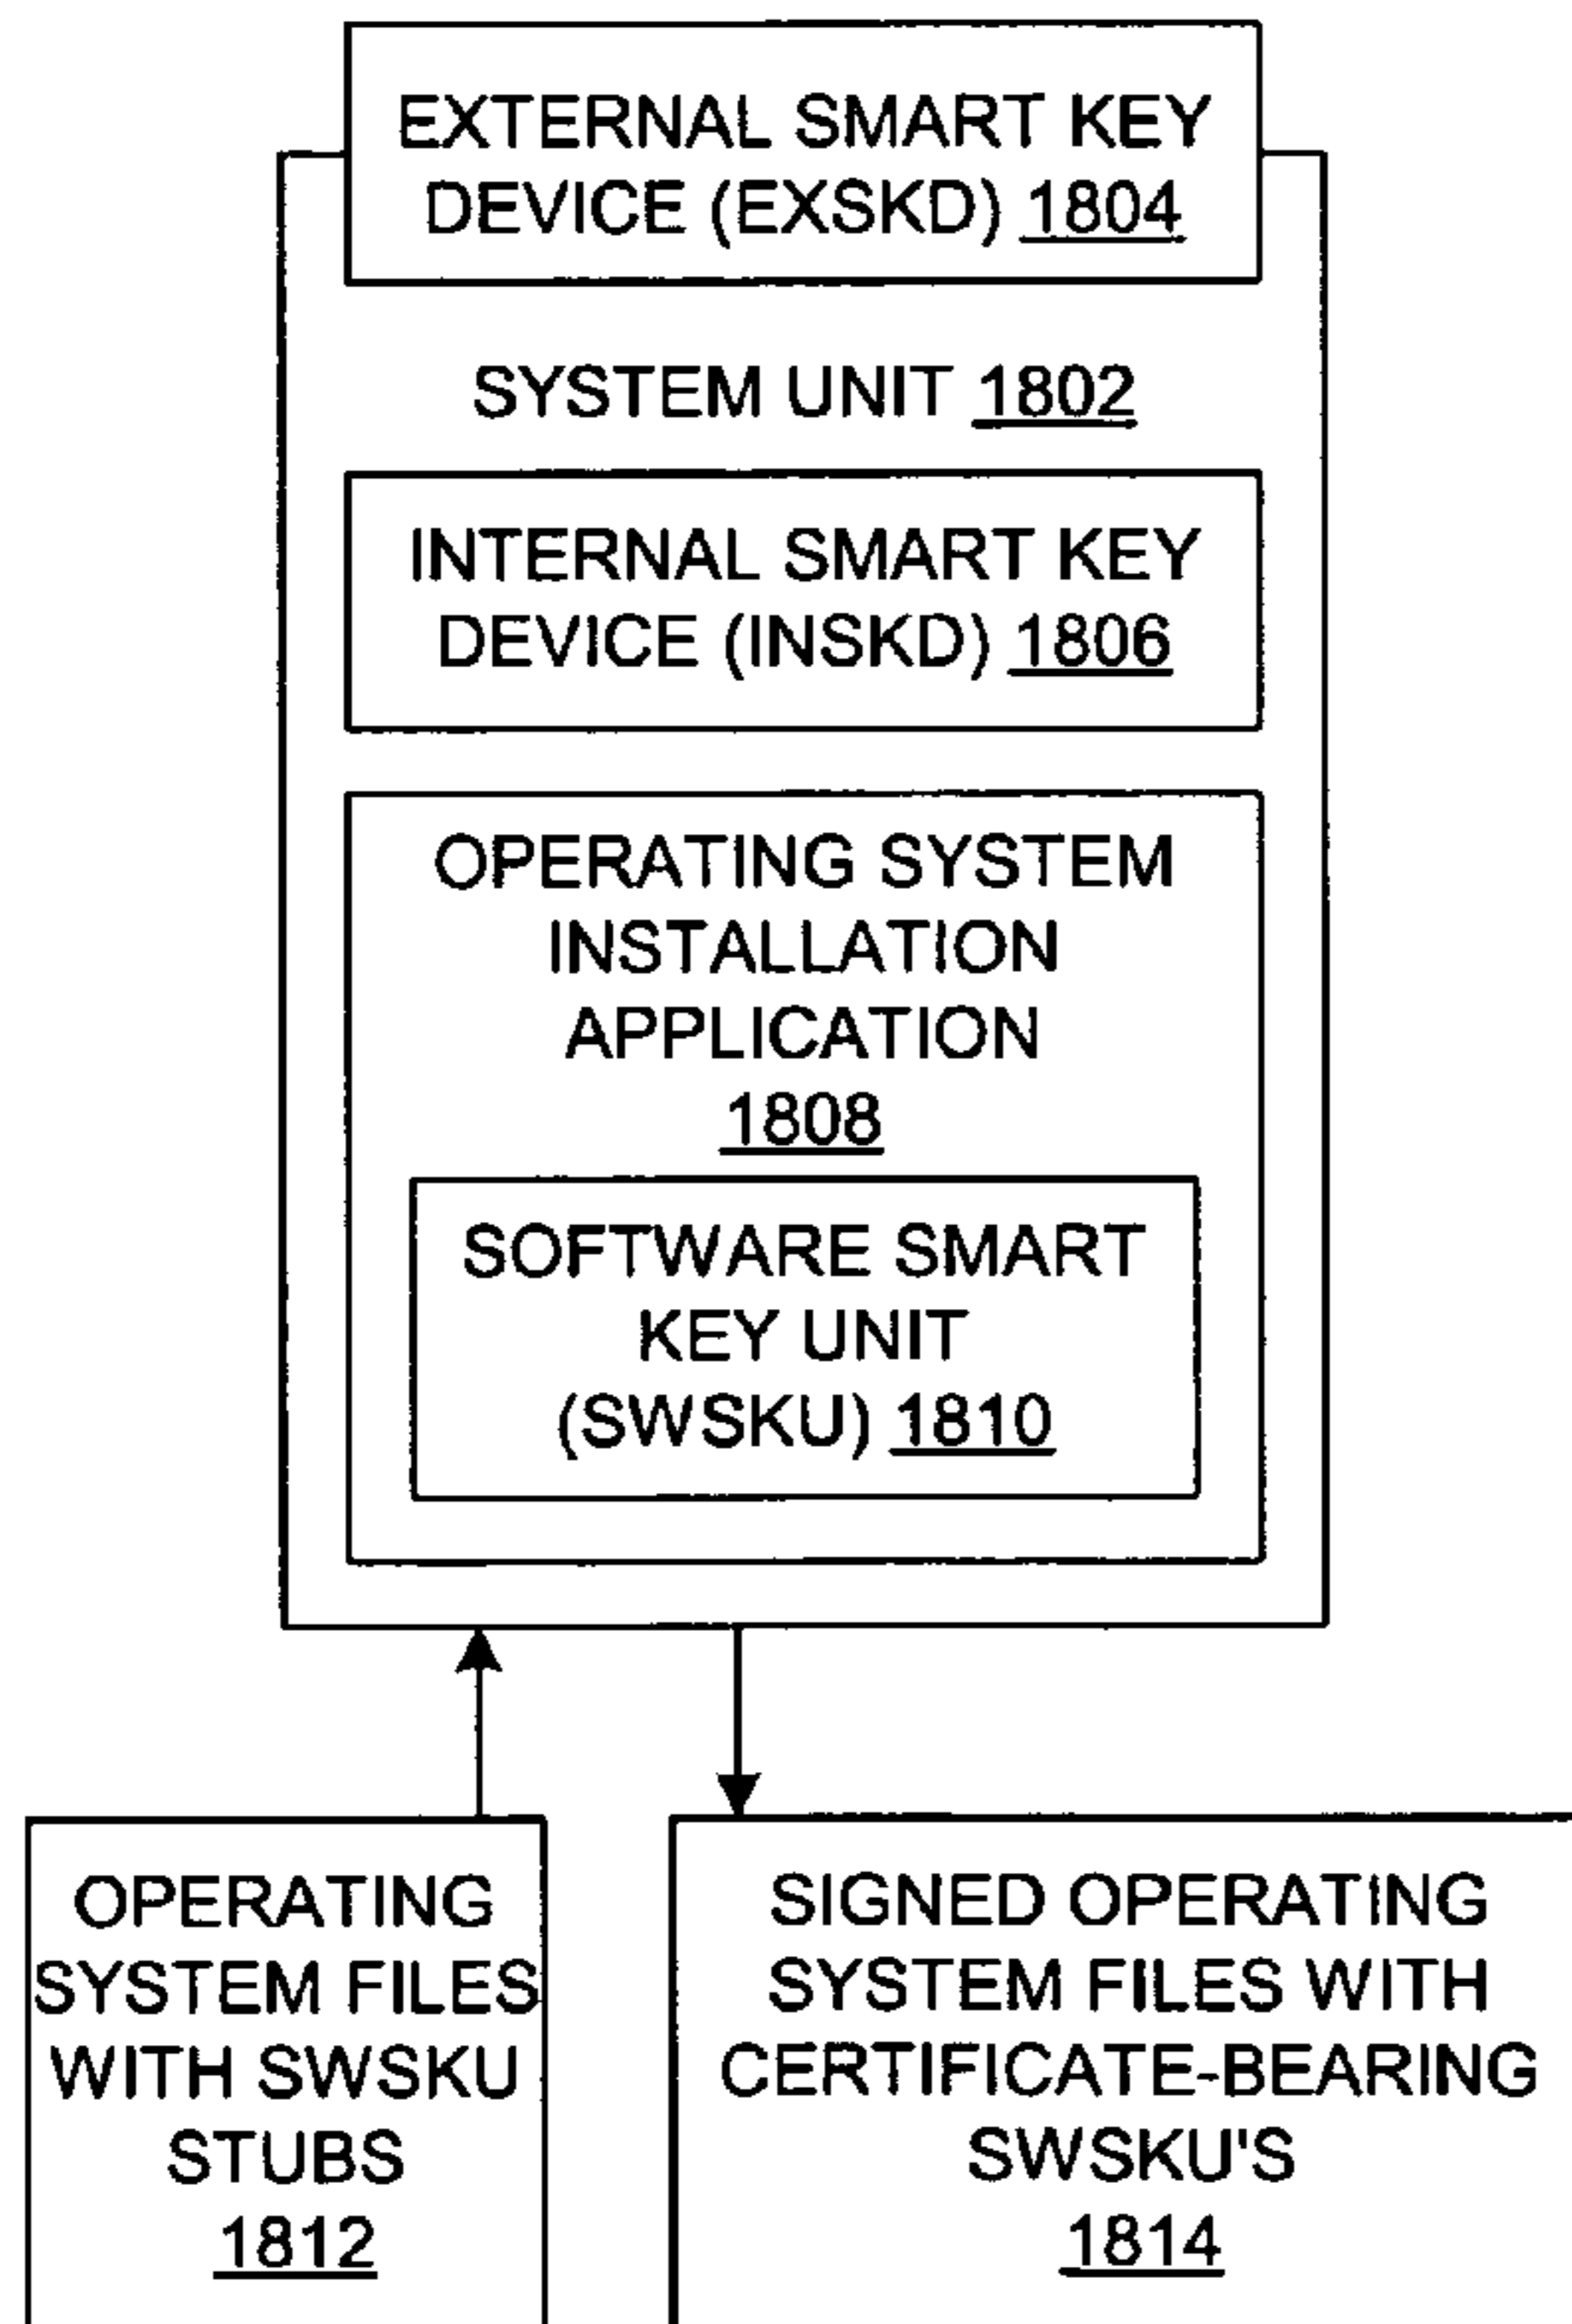 EXTERNAL SMART KEY
DEVICE (EXSKD) 1804
SYSTEM UNIT 1802
INTERNAL SMART KEY
DEVICE (INSKD) 1806
OPERATING SYSTEM
INSTALLATION
APPLICATION
1808
SOFTWARE SMART
KEY UNIT
(SWSKU) 1810
OPERATING
SYSTEM FILES
WITH SWSKU
STUBS
1812
SIGNED OPERATING
SYSTEM FILES WITH
CERTIFICATE-BEARING
SWSKU'S
1814